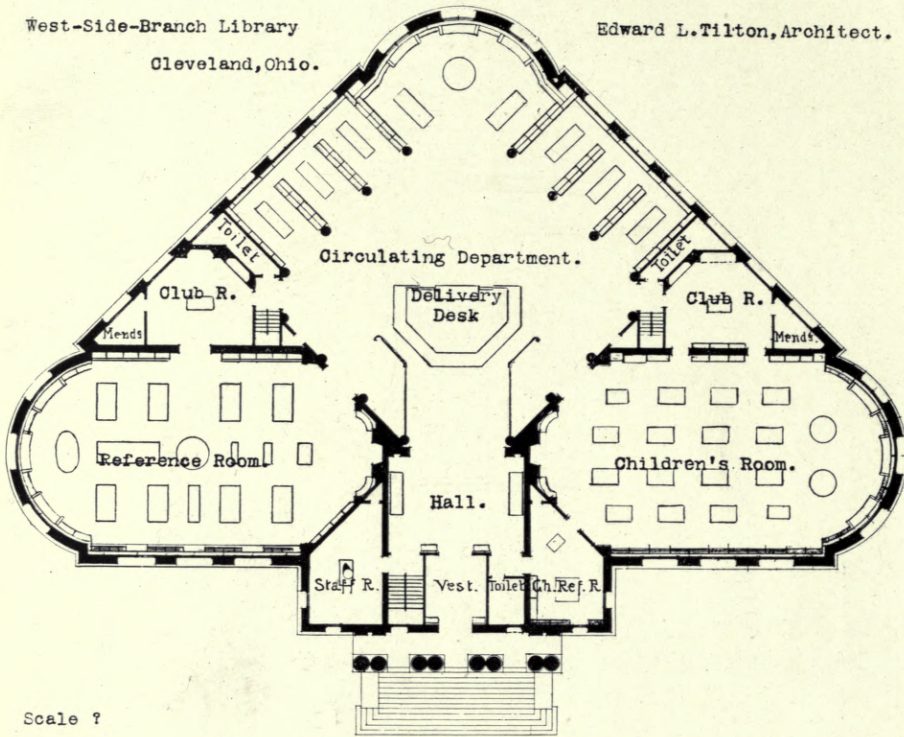 West-Side-Branch Library
Cleveland,Ohio.
Edward L.Tilton,Architect.
Toilet
Circulating Department.
Toilet
Club R.
Delivery
Desk
Club R.
Mends
Mends.
Reference Room.
Children's Room.
Hall.
Staff R.
Vest.
Toilet
Ch.Ref.R.
Scale ?